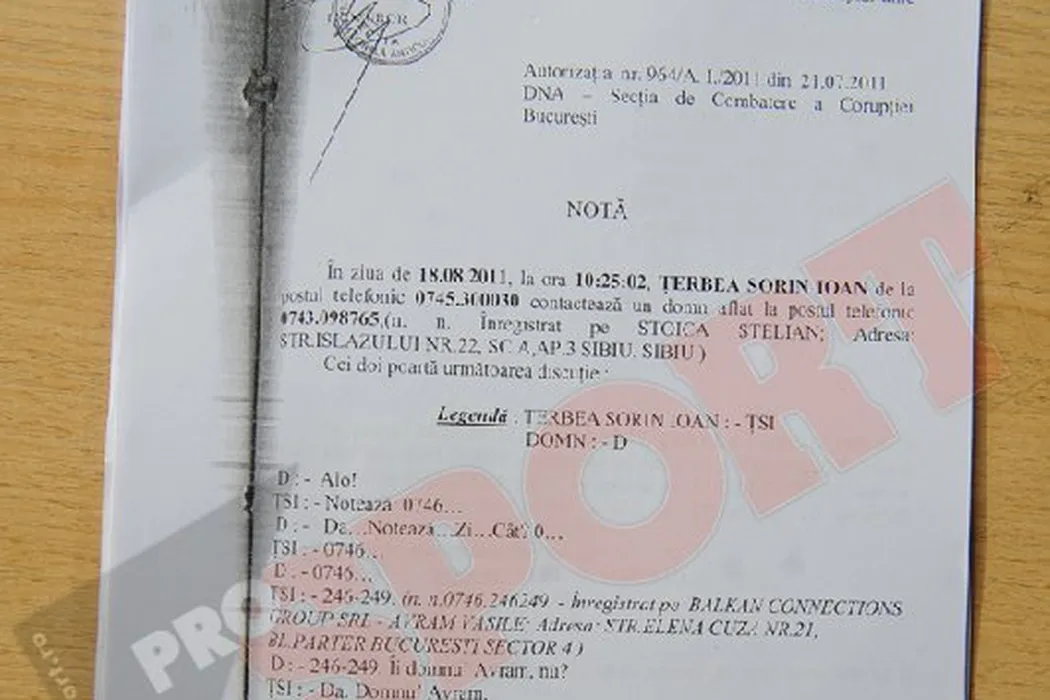 Autorizația nr. 964/A.I./2011 din 21.07.2011
DNA – Secția de Combatere a Corupției
București
NOTĂ
În ziua de 18.08.2011, la ora 10:25:02, ȚERBEA SORIN IOAN de la
postul telefonic 0745.300030 contactează un domn aflat la postul telefonic
0743.098765,(n. n. Înregistrat pe STOICA STELIAN; Adresa:
STR.ISLAZULUI NR.22, SC.A,AP.3 SIBIU. SIBIU )
Cei doi poartă următoarea discuție :
Legendă : ȚERBEA SORIN IOAN : - ȚSI
DOMN : - D
D : - Alo!
ȚSI : - Notează 0746...
D : - Da...Notează...Zi...Cât? 0...
ȚSI : - 0746...
D : - 0746...
ȚSI : - 246-249. (n. n.0746.246249 - Înregistrat pe BALKAN CONNECTIONS
GROUP SRL - AVRAM VASILE; Adresa: STR.ELENA CUZA NR.21,
BL.PARTER BUCUREȘTI SECTOR 4 )
D : - 246-249. Îi domnu' Avram, nu?
ȚSI : - Da. Domnu' Avram.
PROSPORT